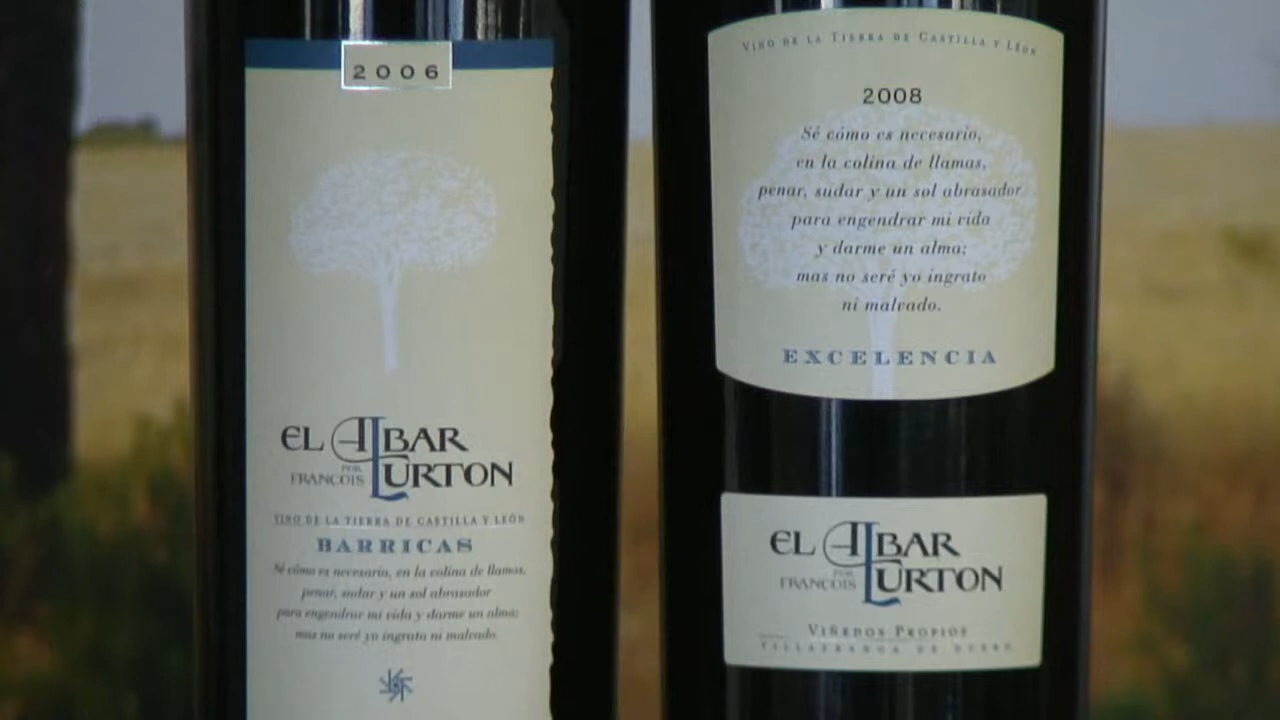 2006
EL ALBAR
POR
FRANÇOIS LURTON
VINO DE LA TIERRA DE CASTILLA Y LEÓN
BARRICAS
Sé cómo es necesario, en la colina de llamas,
penar, sudar y un sol abrasador
para engendrar mi vida y darme un alma;
mas no seré yo ingrato ni malvado.
VINO DE LA TIERRA DE CASTILLA Y LEÓN
2008
Sé cómo es necesario,
en la colina de llamas,
penar, sudar y un sol abrasador
para engendrar mi vida
y darme un alma;
mas no seré yo ingrato
ni malvado.
EXCELENCIA
EL ALBAR
POR
FRANÇOIS LURTON
VIÑEDOS PROPIOS
VILLAFRANCA DE DUERO